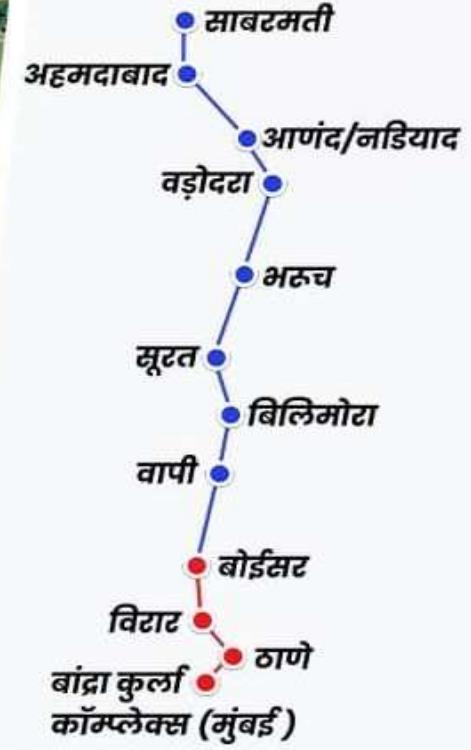 साबरमती
अहमदाबाद
आणंद/नडियाद
वड़ोदरा
भरूच
सूरत
बिलिमोरा
वापी
बोईसर
विरार
ठाणे
बांद्रा कुर्ला
कॉम्प्लेक्स (मुंबई )